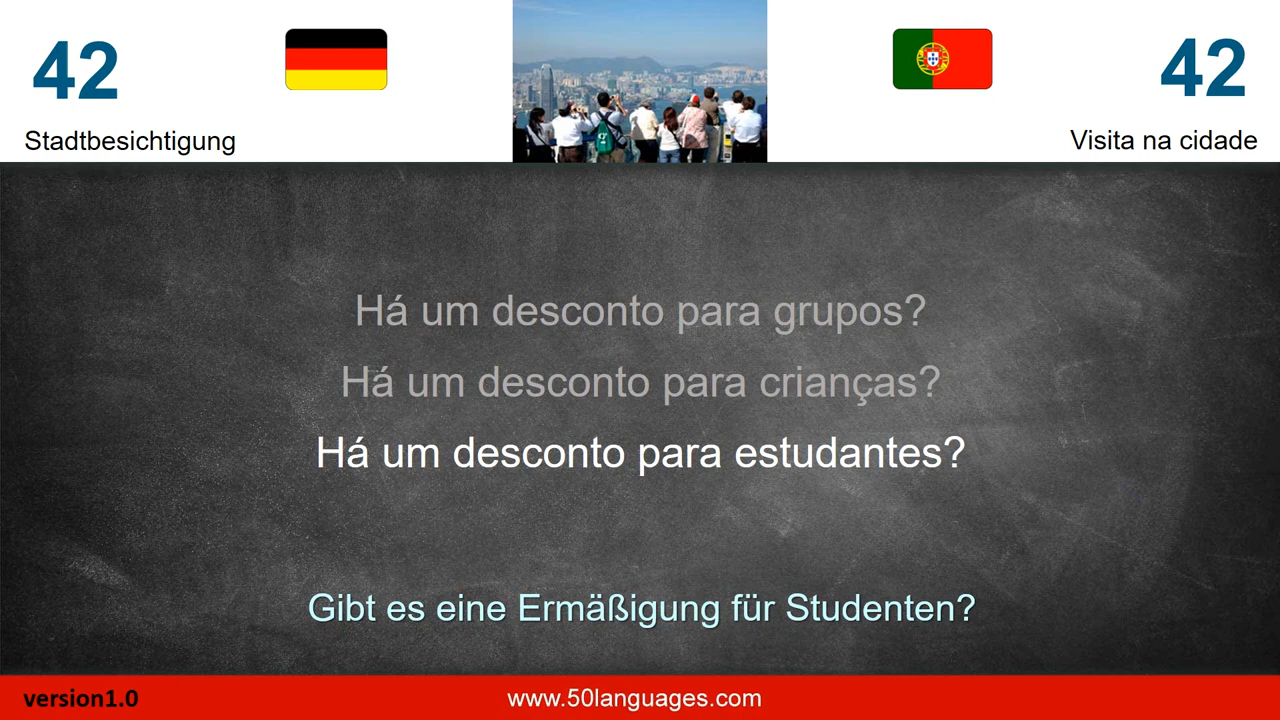 42
42
Stadtbesichtigung
Visita na cidade
Há um desconto para grupos?
Há um desconto para crianças?
Há um desconto para estudantes?
Gibt es eine Ermäßigung für Studenten?
version1.0
www.50languages.com